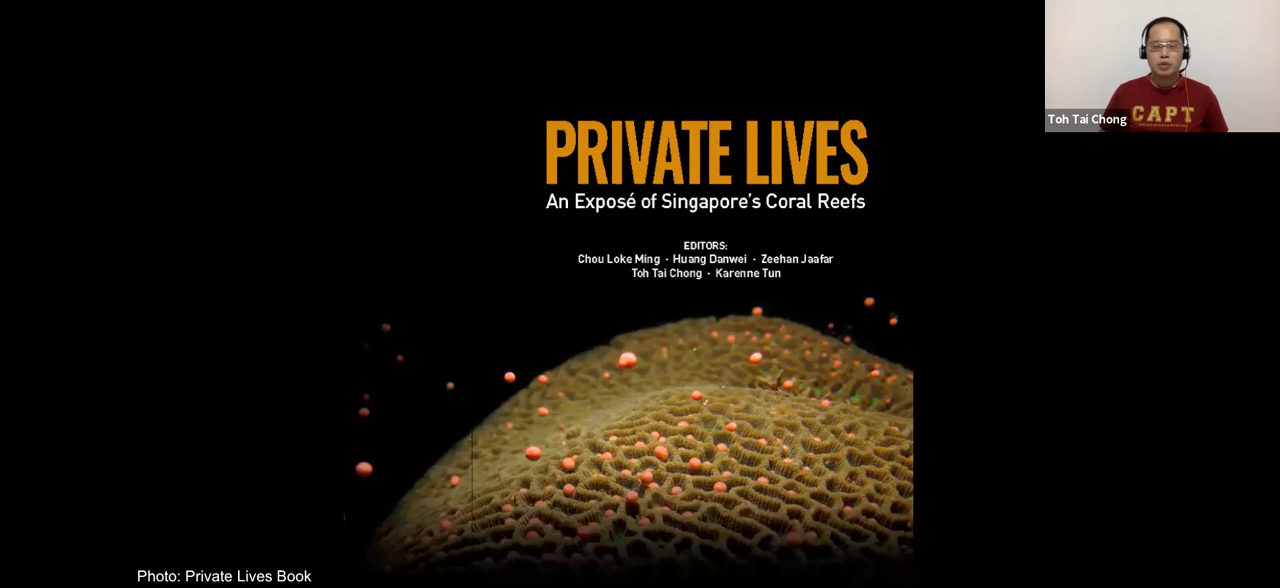 PRIVATE LIVES
An Exposé of Singapore's Coral Reefs
EDITORS:
Chou Loke Ming - Huang Danwei - Zeehan Jaafar
Toh Tai Chong - Karenne Tun
CAPT
Toh Tai Chong
Photo: Private Lives Book